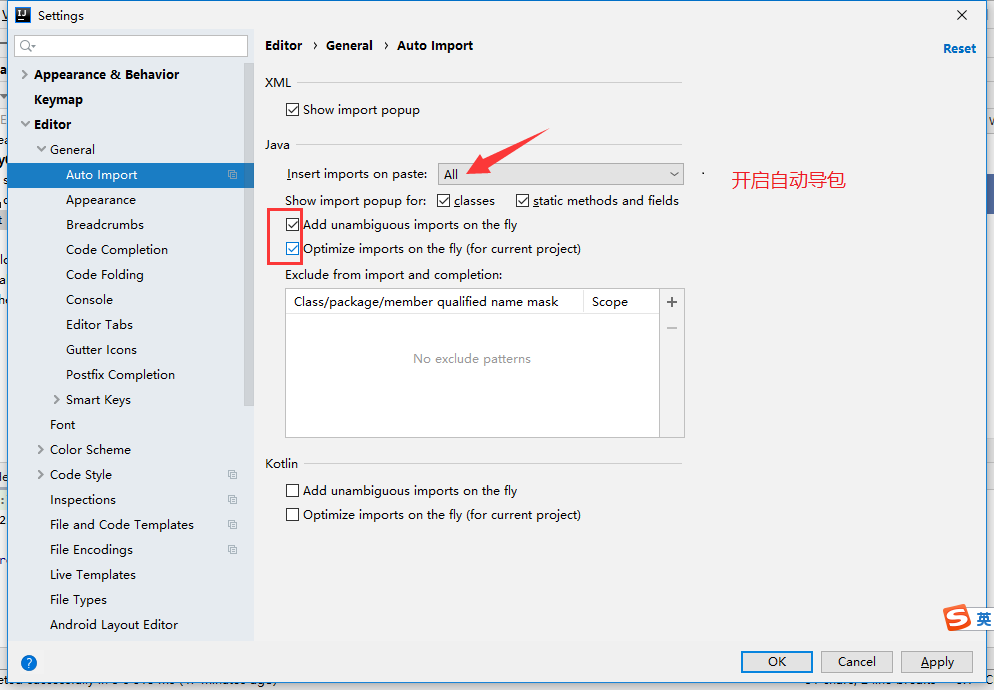 Settings
Editor › General › Auto Import
Reset
Appearance & Behavior
Keymap
Editor
General
Auto Import
Appearance
Breadcrumbs
Code Completion
Code Folding
Console
Editor Tabs
Gutter Icons
Postfix Completion
Smart Keys
Font
Color Scheme
Code Style
Inspections
File and Code Templates
File Encodings
Live Templates
File Types
Android Layout Editor
XML
Show import popup
Java
Insert imports on paste: All
开启自动导包
Show import popup for: classes static methods and fields
Add unambiguous imports on the fly
Optimize imports on the fly (for current project)
Exclude from import and completion:
Class/package/member qualified name mask Scope
No exclude patterns
Kotlin
Add unambiguous imports on the fly
Optimize imports on the fly (for current project)
英
? OK Cancel Apply